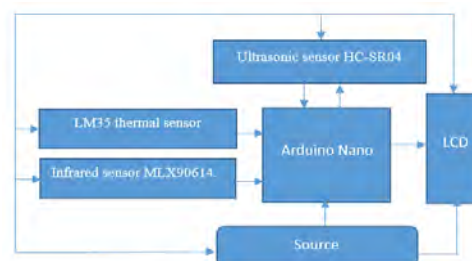 Ultrasonic sensor HC-SR04
LM35 thermal sensor
Arduino Nano
LCD
Infrared sensor MLX90614.
Source